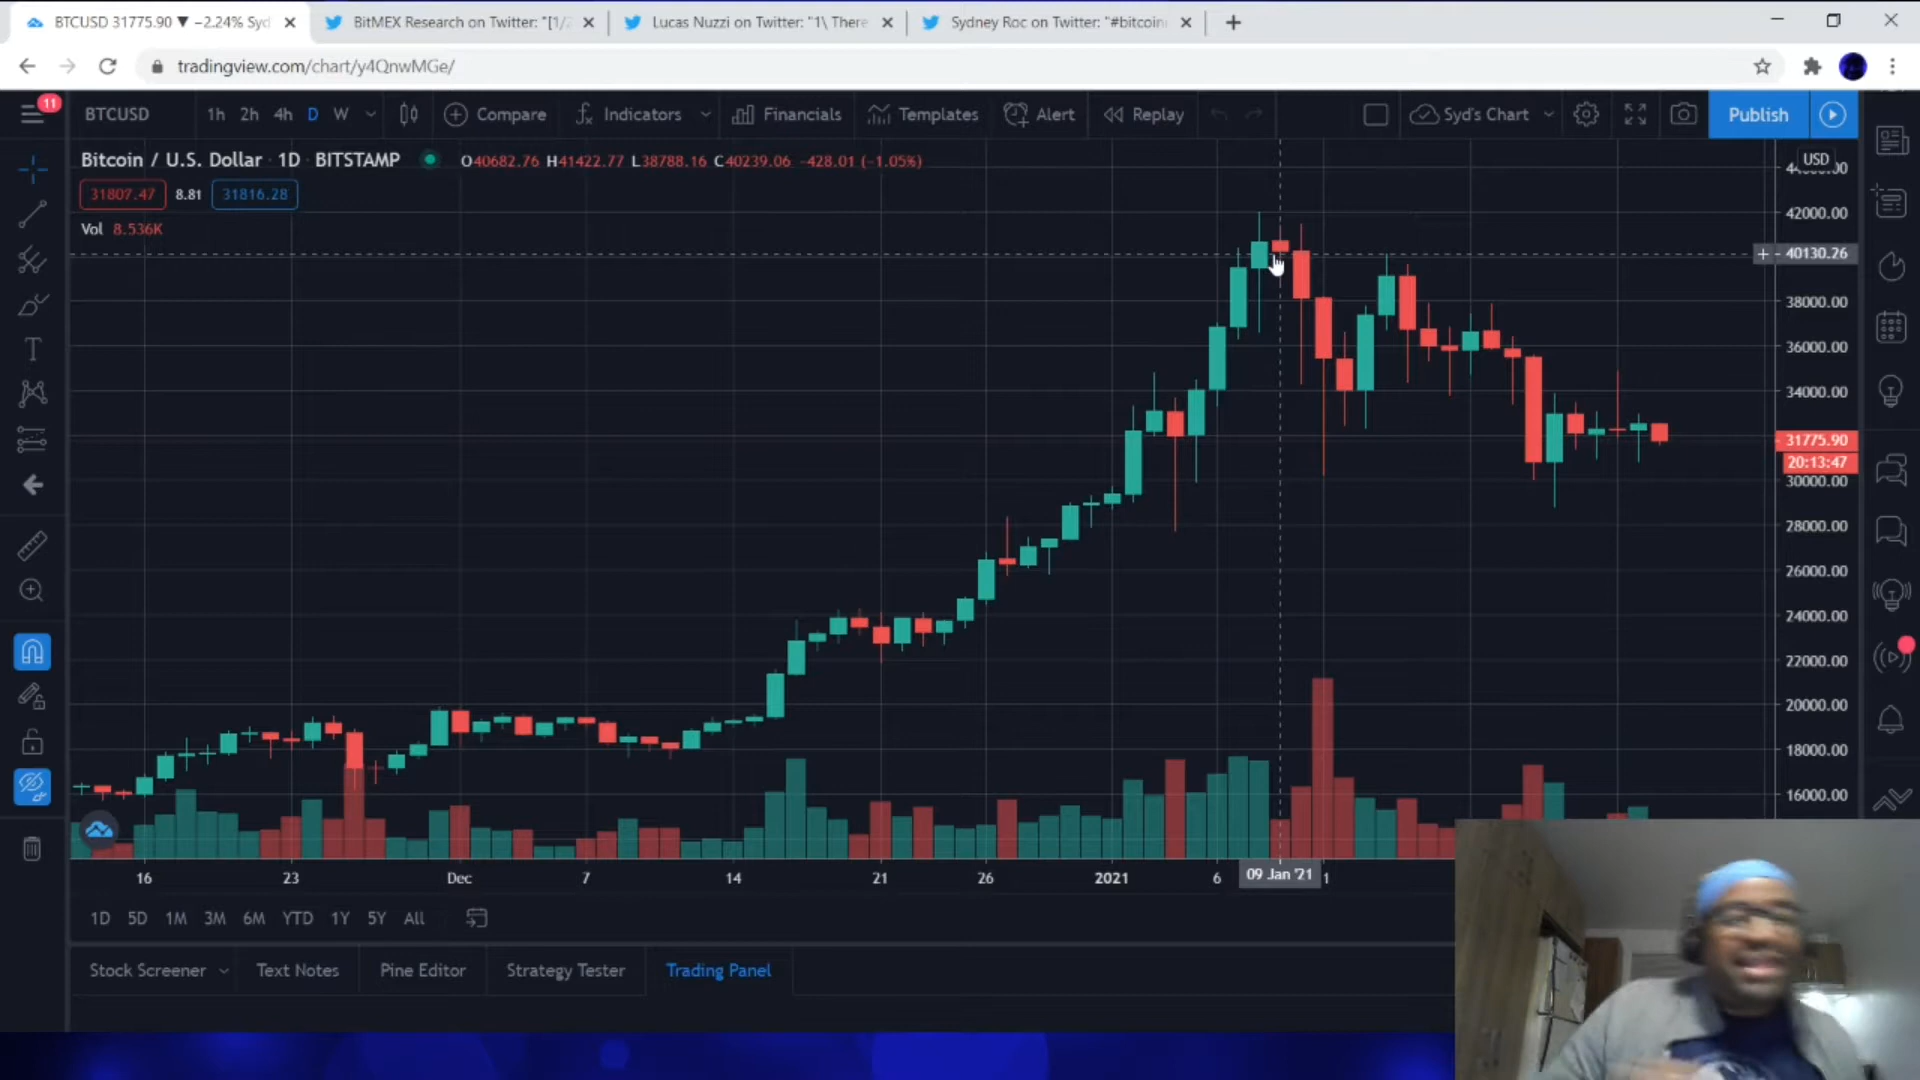 BTCUSD 31775.90 ▼ −2.24% Syd
BitMEX Research on Twitter: "[1/
Lucas Nuzzi on Twitter: "1\ There
Sydney Roc on Twitter: "#bitcoin
tradingview.com/chart/y4QnwMGe/
11
BTCUSD
1h 2h 4h D W
Compare
Indicators
Financials
Templates
Alert
Replay
Syd's Chart
Publish
Bitcoin / U.S. Dollar · 1D · BITSTAMP
O40682.76 H41422.77 L38788.16 C40239.06 −428.01 (−1.05%)
31807.47 8.81 31816.28
Vol 8.536K
USD
42000.00
40130.26
38000.00
36000.00
34000.00
31775.90
20:13:47
30000.00
28000.00
26000.00
24000.00
22000.00
20000.00
18000.00
16000.00
16 23 Dec 7 14 21 26 2021 6 09 Jan '21 1
1D 5D 1M 3M 6M YTD 1Y 5Y All
Stock Screener
Text Notes
Pine Editor
Strategy Tester
Trading Panel